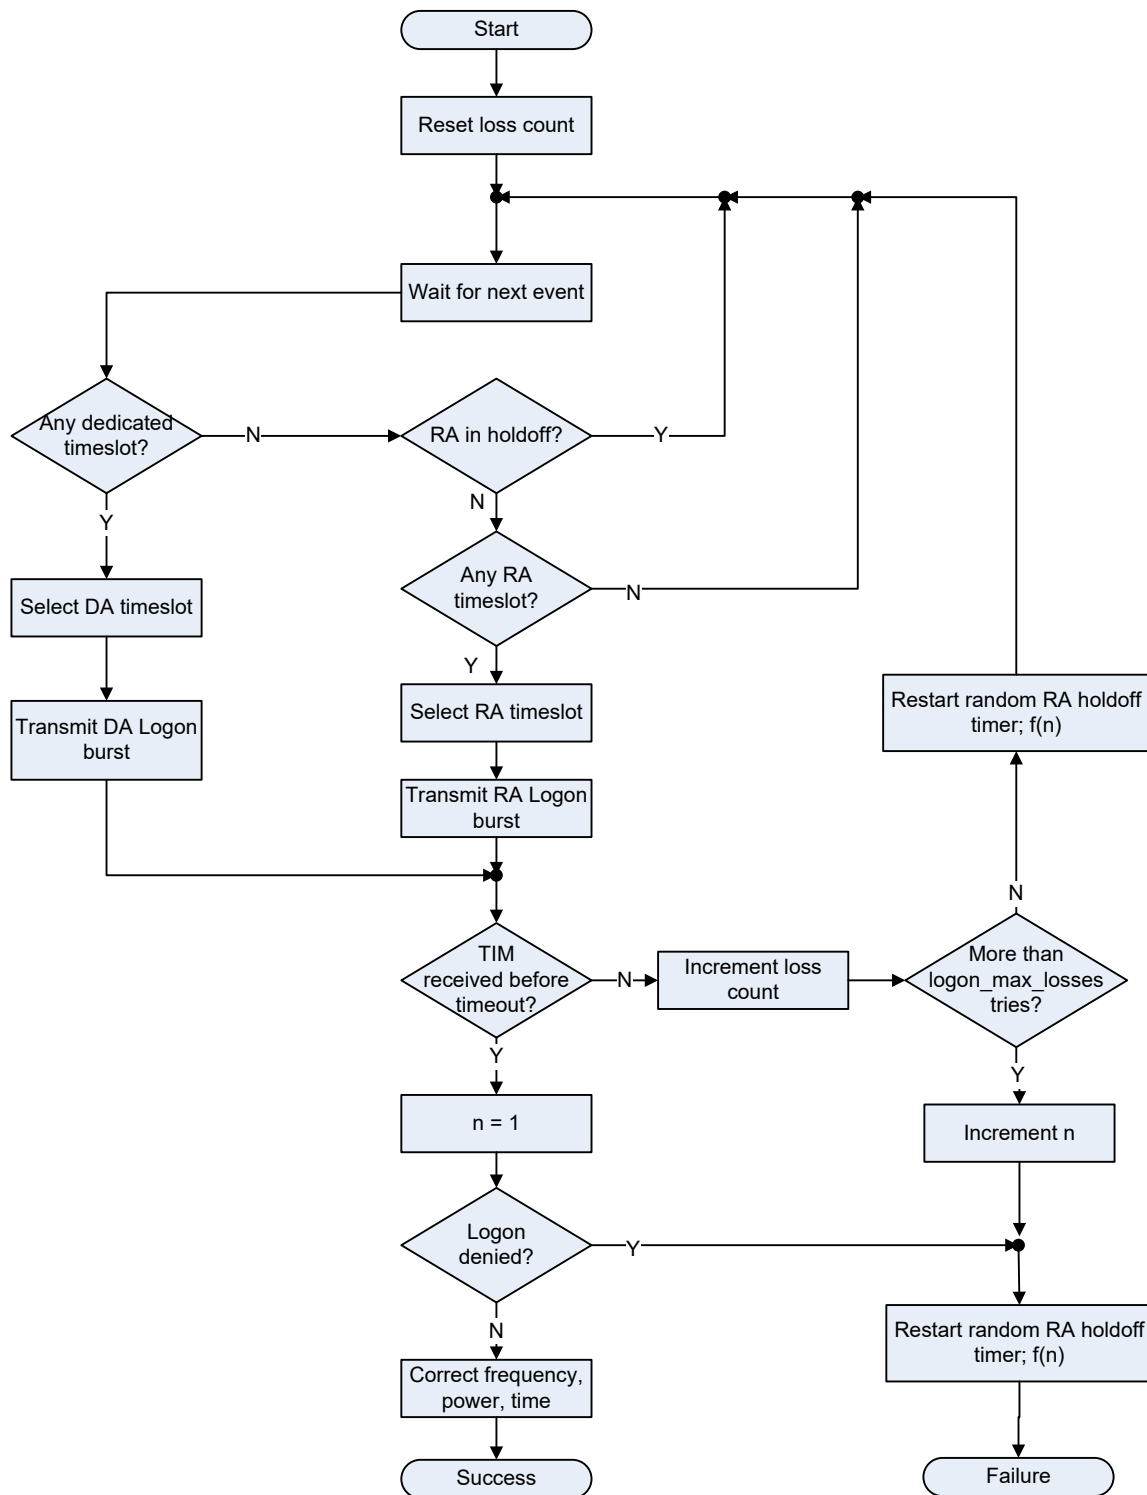 Start
Reset loss count
Wait for next event
Any dedicated
timeslot?
N
RA in holdoff?
Y
Y
N
Any RA
timeslot?
N
Select DA timeslot
Y
Select RA timeslot
Transmit DA Logon
burst
Restart random RA holdoff
timer; f(n)
Transmit RA Logon
burst
N
TIM
received before
timeout?
N
Increment loss
count
More than
logon_max_losses
tries?
Y
Y
n = 1
Increment n
Logon
denied?
Y
N
Restart random RA holdoff
timer; f(n)
Correct frequency,
power, time
Success
Failure